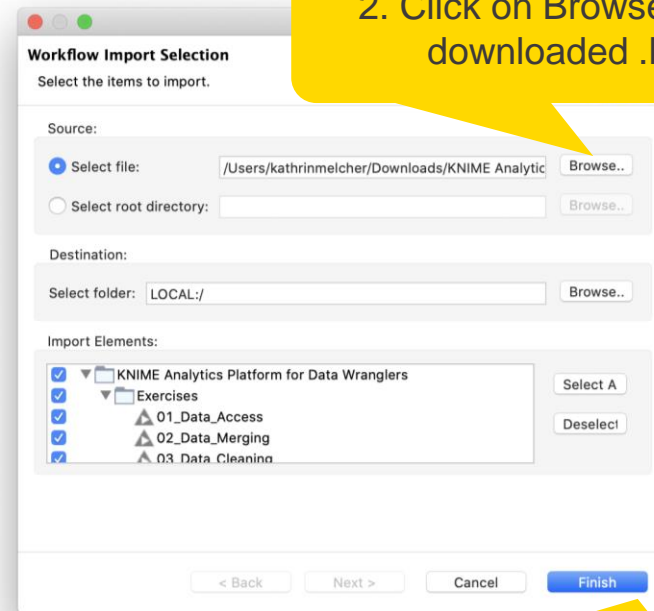 2. Click on Browse
downloaded .
Workflow Import Selection
Select the items to import.
Source:
Select file: /Users/kathrinmelcher/Downloads/KNIME Analytic Browse..
Select root directory: Browse..
Destination:
Select folder: LOCAL:/ Browse..
Import Elements:
KNIME Analytics Platform for Data Wranglers
Exercises
01_Data_Access
02_Data_Merging
03_Data_Cleaning
Select A
Deselect
< Back Next > Cancel Finish